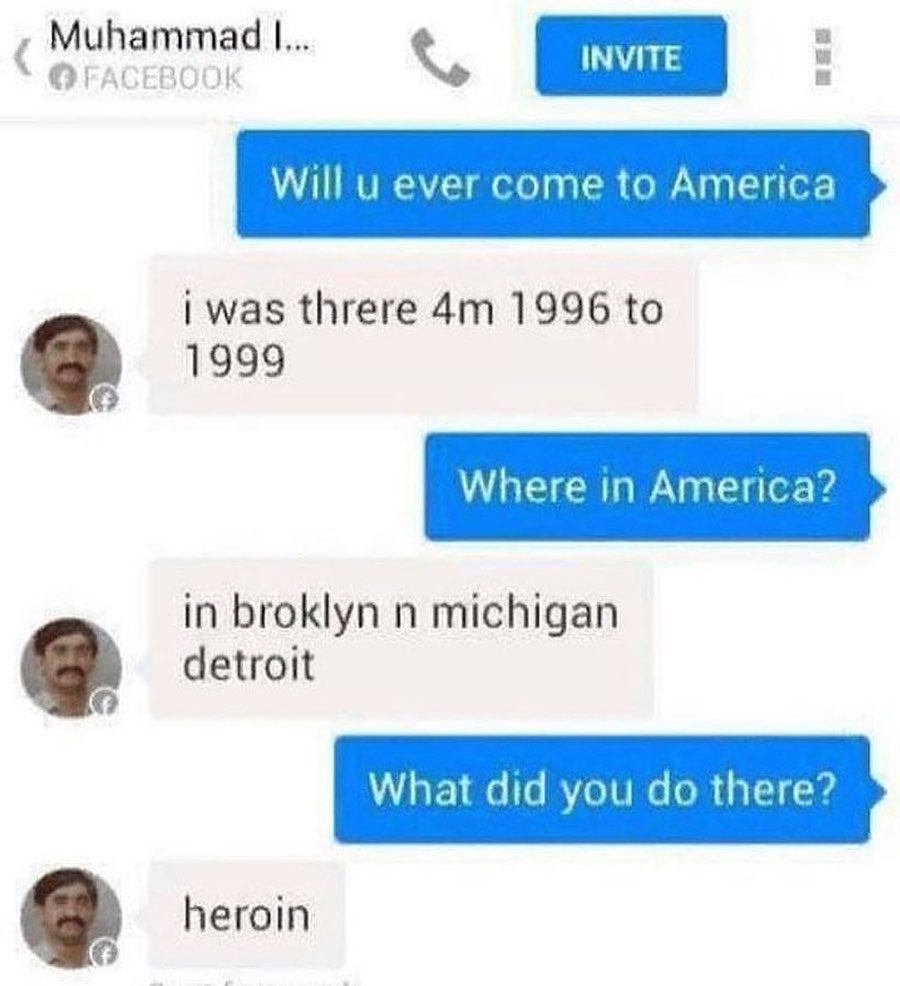 Muhammad I...
FACEBOOK
INVITE
Will u ever come to America
i was threre 4m 1996 to
1999
Where in America?
in broklyn n michigan
detroit
What did you do there?
heroin